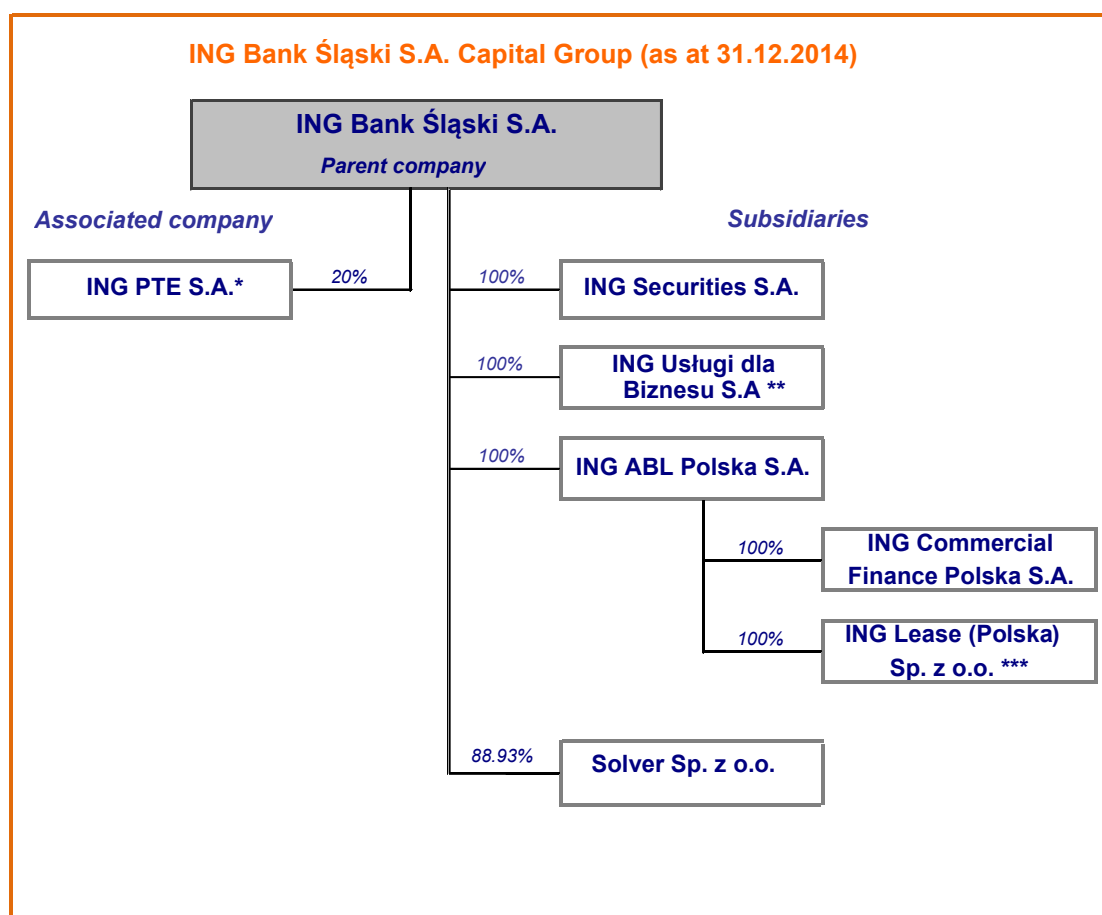 ING Bank Śląski S.A. Capital Group (as at 31.12.2014)
ING Bank Śląski S.A.
Parent company
Associated company
Subsidiaries
ING PTE S.A.*
20%
100%
ING Securities S.A.
100%
ING Usługi dla
Biznesu S.A **
100%
ING ABL Polska S.A.
100%
ING Commercial
Finance Polska S.A.
100%
ING Lease (Polska)
Sp. z o.o. ***
88.93%
Solver Sp. z o.o.